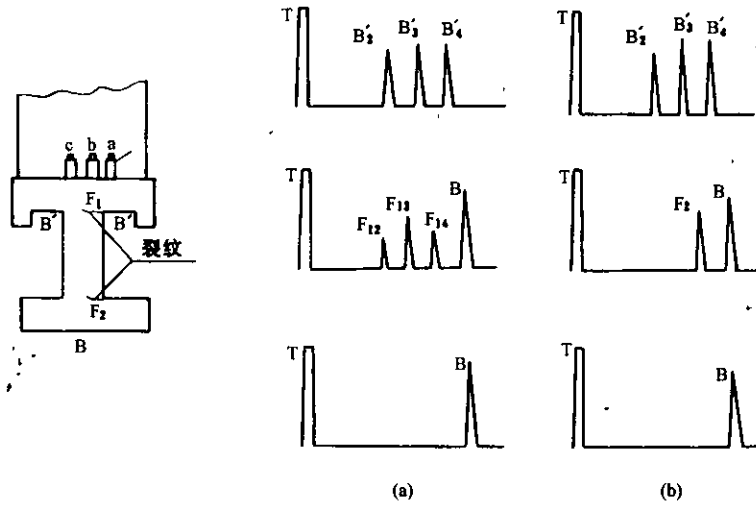 c b a
F₁
B′ B′
裂纹
F₂
B
T B′₂ B′₃ B′₄
T F₁₂ F₁₃ F₁₄ B
T B
(a)
T B′₂ B′₃ B′₄
T F₂ B
T B
(b)